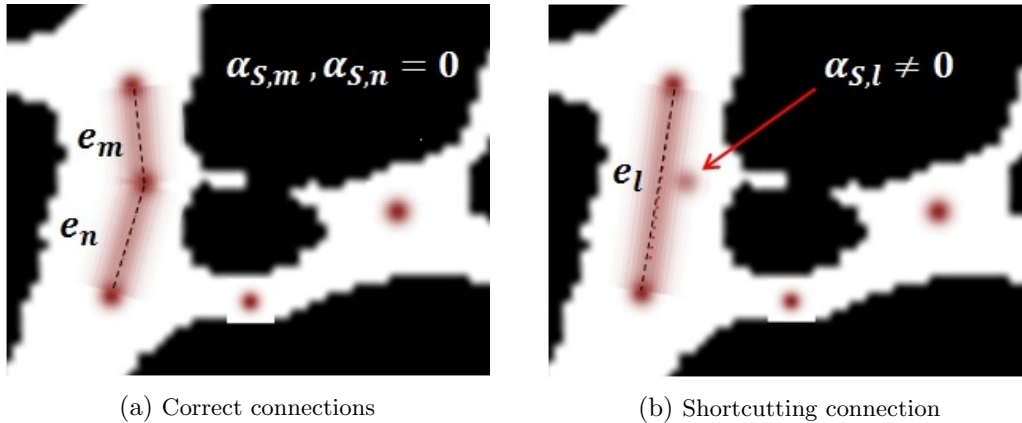 α_{S,m} , α_{S,n} = 0
e_m
e_n
(a) Correct connections
α_{S,l} ≠ 0
e_l
(b) Shortcutting connection